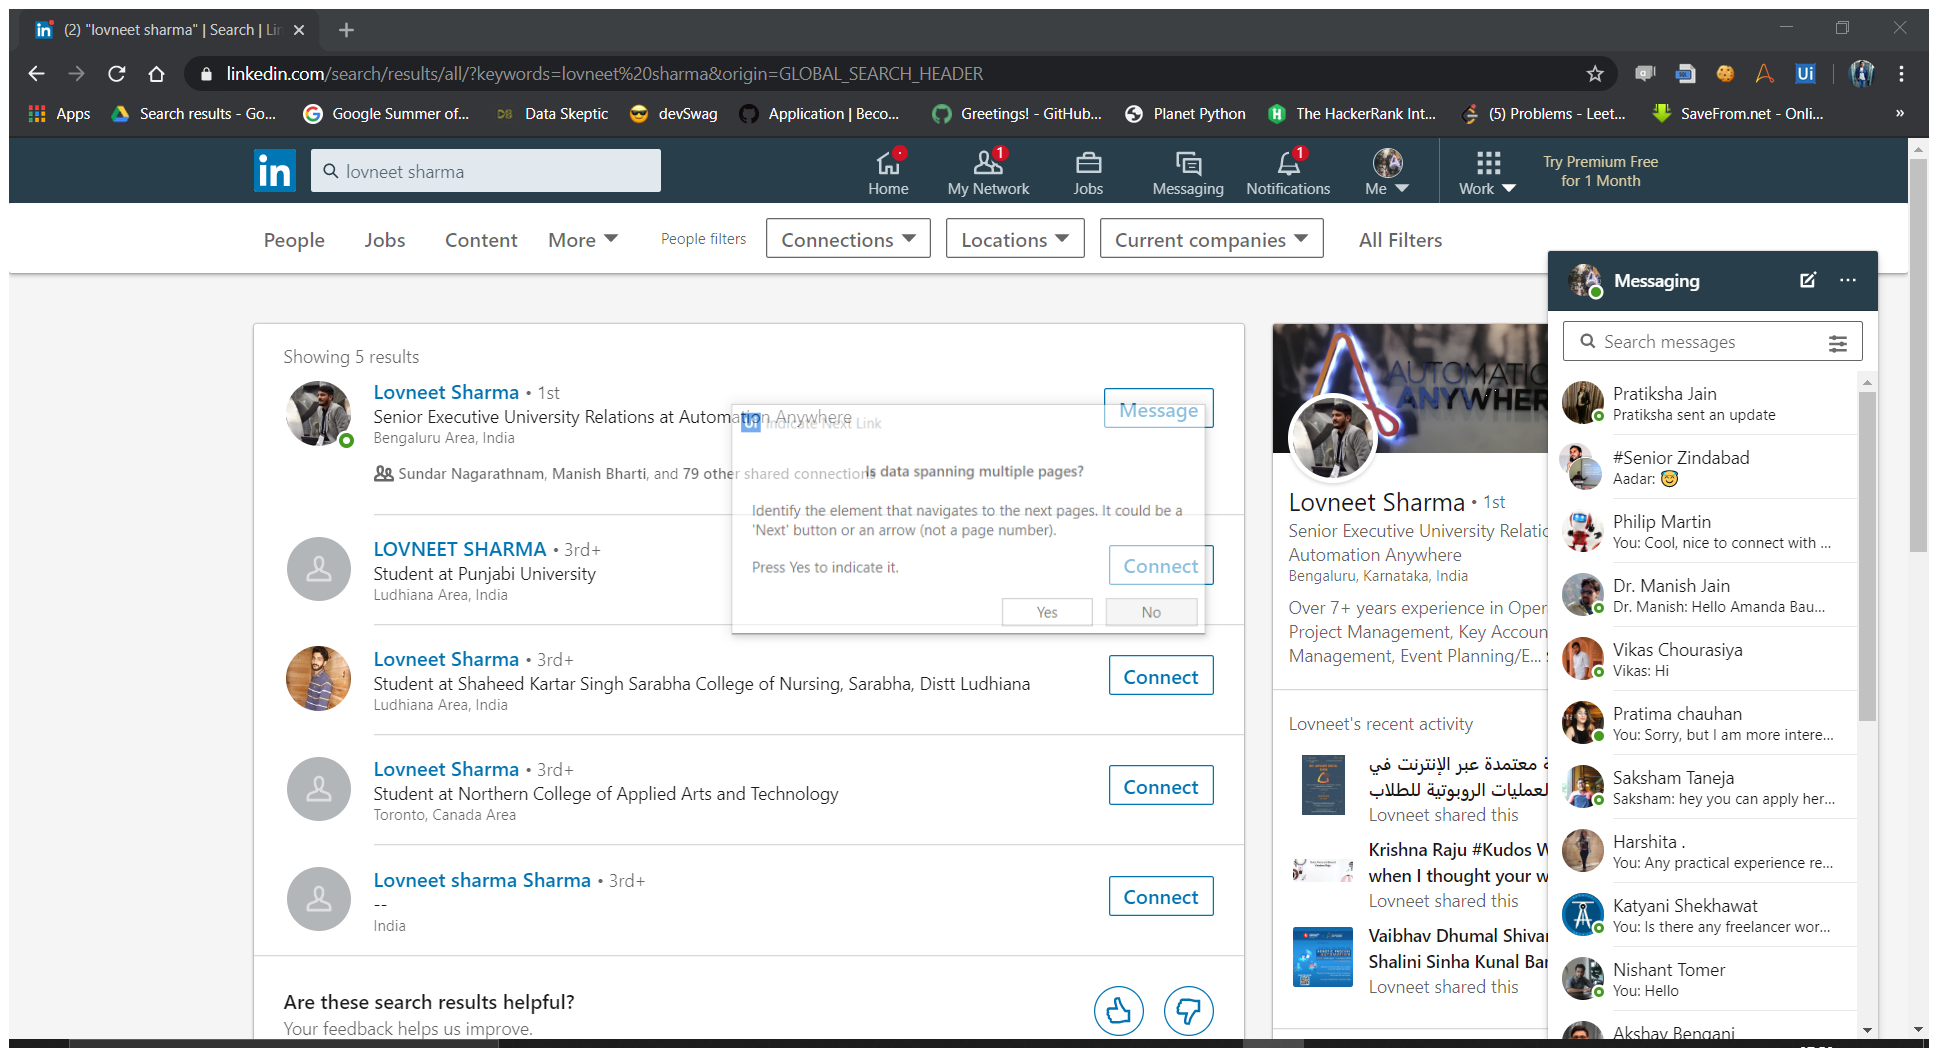 (2) "lovneet sharma" | Search | Lin
linkedin.com/search/results/all/?keywords=lovneet%20sharma&origin=GLOBAL_SEARCH_HEADER
Ui
Apps
Search results - Go...
Google Summer of...
DS Data Skeptic
devSwag
Application | Beco...
Greetings! - GitHub...
Planet Python
The HackerRank Int...
(5) Problems - Leet...
SaveFrom.net - Onli...
»
in
lovneet sharma
Home
1
My Network
Jobs
Messaging
1
Notifications
Me
Work
Try Premium Free
for 1 Month
People
Jobs
Content
More
People filters
Connections
Locations
Current companies
All Filters
Showing 5 results
Lovneet Sharma • 1st
Senior Executive University Relations at Automation Anywhere
Bengaluru Area, India
Sundar Nagarathnam, Manish Bharti, and 79 other shared connections
Message
LOVNEET SHARMA • 3rd+
Student at Punjabi University
Ludhiana Area, India
Connect
Lovneet Sharma • 3rd+
Student at Shaheed Kartar Singh Sarabha College of Nursing, Sarabha, Distt Ludhiana
Ludhiana Area, India
Connect
Lovneet Sharma • 3rd+
Student at Northern College of Applied Arts and Technology
Toronto, Canada Area
Connect
Lovneet sharma Sharma • 3rd+
--
India
Connect
Are these search results helpful?
Your feedback helps us improve.
Ui Indicate Next Link
Is data spanning multiple pages?
Identify the element that navigates to the next pages. It could be a
'Next' button or an arrow (not a page number).
Press Yes to indicate it.
Yes
No
AUTOMATIC
ANYWHER
Lovneet Sharma • 1st
Senior Executive University Relatio
Automation Anywhere
Bengaluru, Karnataka, India
Over 7+ years experience in Oper
Project Management, Key Accoun
Management, Event Planning/E...
Lovneet's recent activity
ة معتمدة عبر الإنترنت في
لعمليات الروبوتية للطلاب
Lovneet shared this
Krishna Raju #Kudos W
when I thought your w
Lovneet shared this
Vaibhav Dhumal Shivar
Shalini Sinha Kunal Bar
Lovneet shared this
Messaging
Search messages
Pratiksha Jain
Pratiksha sent an update
#Senior Zindabad
Aadar: 😇
Philip Martin
You: Cool, nice to connect with ...
Dr. Manish Jain
Dr. Manish: Hello Amanda Bau...
Vikas Chourasiya
Vikas: Hi
Pratima chauhan
You: Sorry, but I am more intere...
Saksham Taneja
Saksham: hey you can apply her...
Harshita .
You: Any practical experience re...
Katyani Shekhawat
You: Is there any freelancer wor...
Nishant Tomer
You: Hello
Akshay Bengani